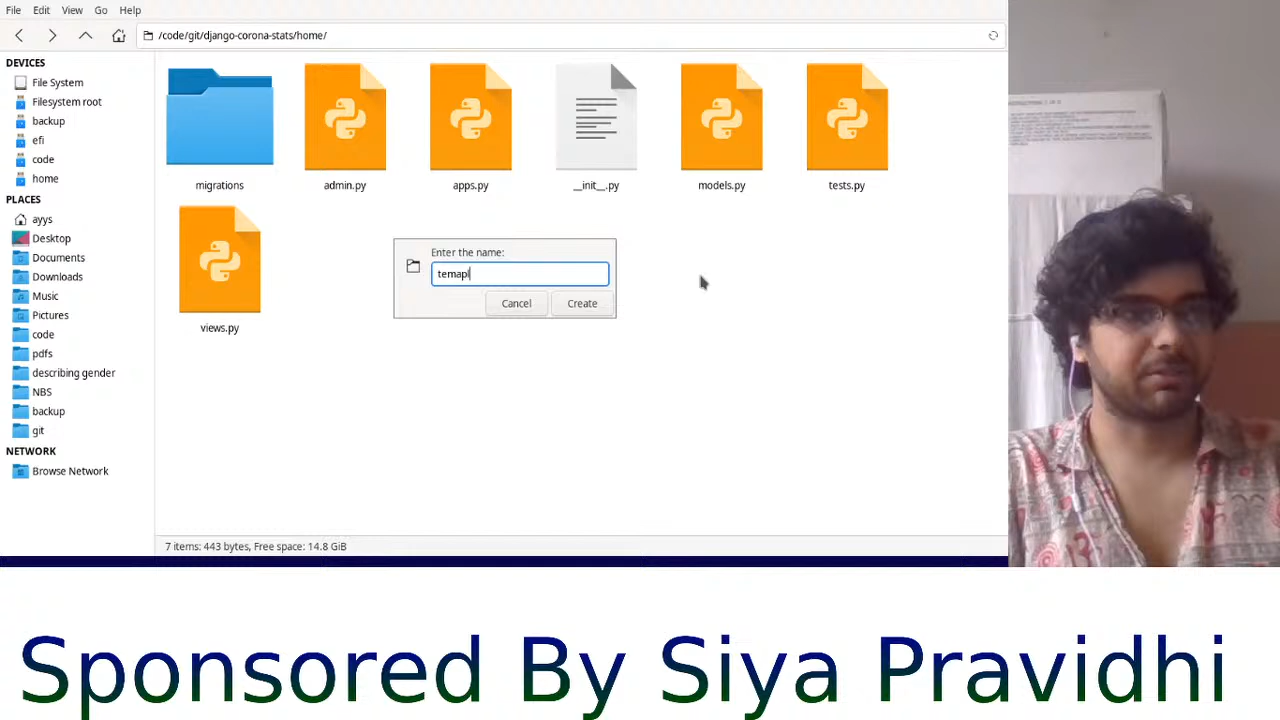 File Edit View Go Help
/code/git/django-corona-stats/home/
DEVICES
File System
Filesystem root
backup
efi
code
home
PLACES
ayys
Desktop
Documents
Downloads
Music
Pictures
code
pdfs
describing gender
NBS
backup
git
NETWORK
Browse Network
migrations admin.py apps.py __init__.py models.py tests.py
views.py
Enter the name:
temapl
Cancel Create
7 items: 443 bytes, Free space: 14.8 GiB
Sponsored By Siya Pravidhi